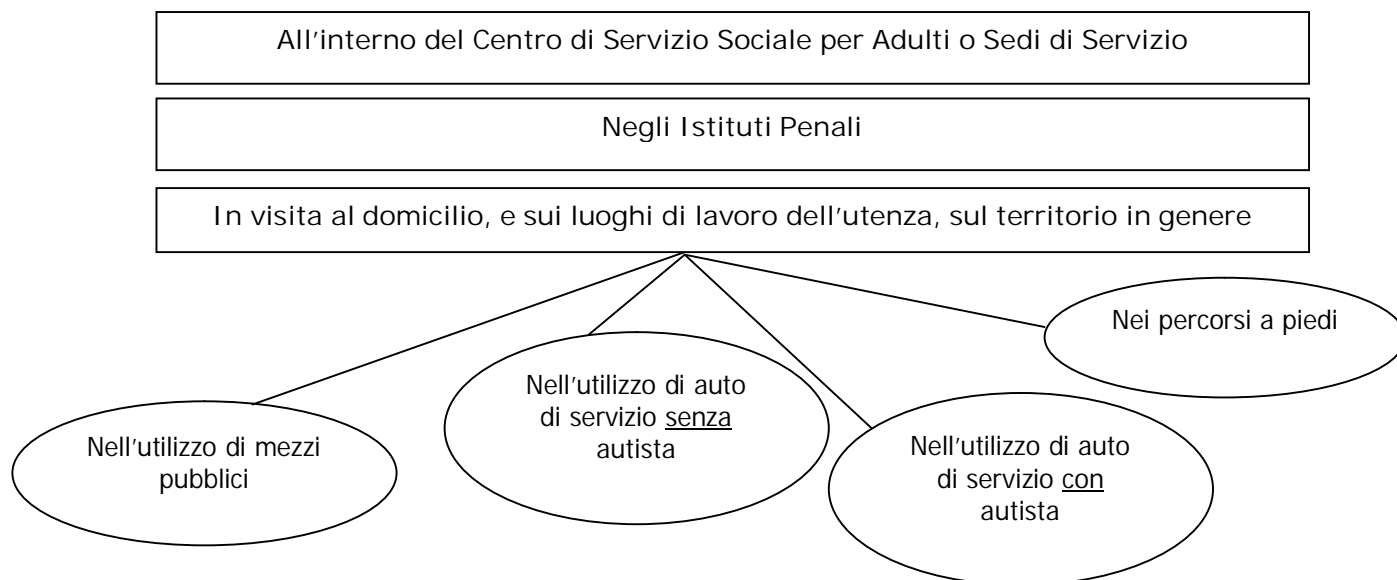 All'interno del Centro di Servizio Sociale per Adulti o Sedi di Servizio
Negli Istituti Penali
In visita al domicilio, e sui luoghi di lavoro dell'utenza, sul territorio in genere
Nell'utilizzo di mezzi
pubblici
Nell'utilizzo di auto
di servizio senza
autista
Nell'utilizzo di auto
di servizio con
autista
Nei percorsi a piedi